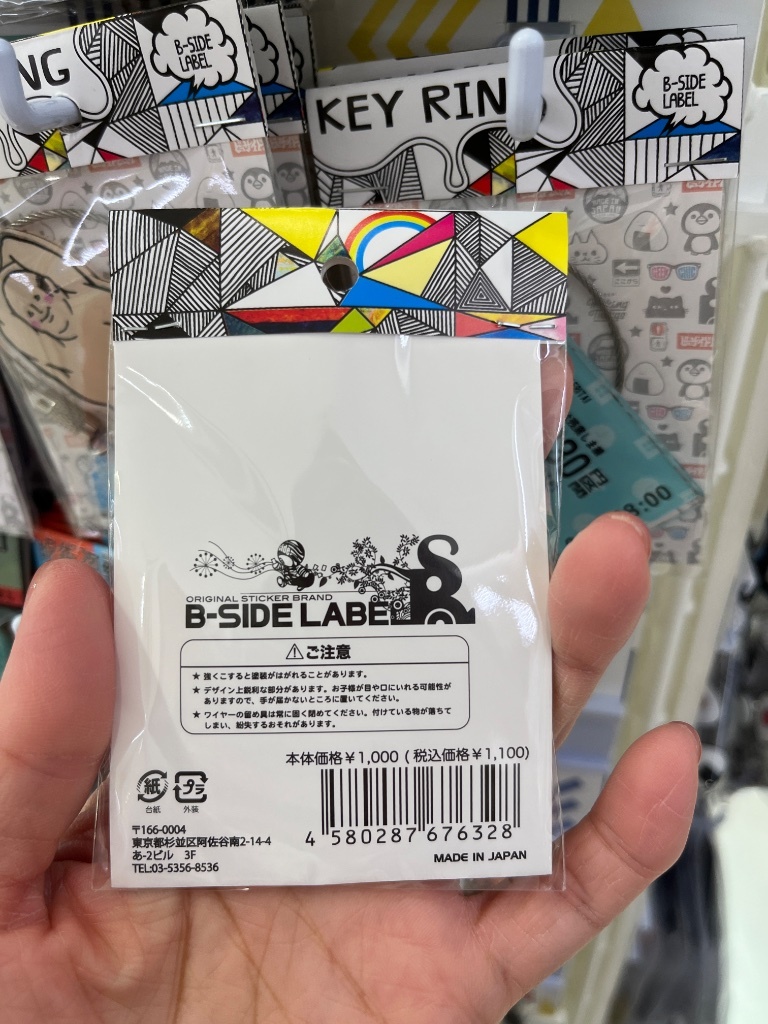 NG
B-SIDE
LABEL
KEY RIN
B-SIDE
LABEL
30
8:00
ORIGINAL STICKER BRAND
B-SIDE LABEL
⚠ご注意
★ 強くこすると塗装がはがれることがあります。
★ デザイン上鋭利な部分があります。お子様が目や口にいれる可能性が
ありますので、手が届かないところに置いてください。
★ ワイヤーの留め具は常に固く閉めてください。付けている物が落ちて
しまい、紛失するおそれがあります。
本体価格¥1,000 (税込価格¥1,100)
紙
台紙
プラ
外装
4 580287 676328
〒166-0004
東京都杉並区阿佐谷南2-14-4
あ-2ビル 3F
TEL:03-5356-8536
MADE IN JAPAN